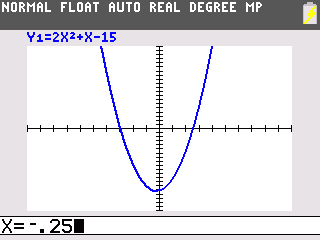 NORMAL FLOAT AUTO REAL DEGREE MP
Y₁=2X²+X-15
X=-.25